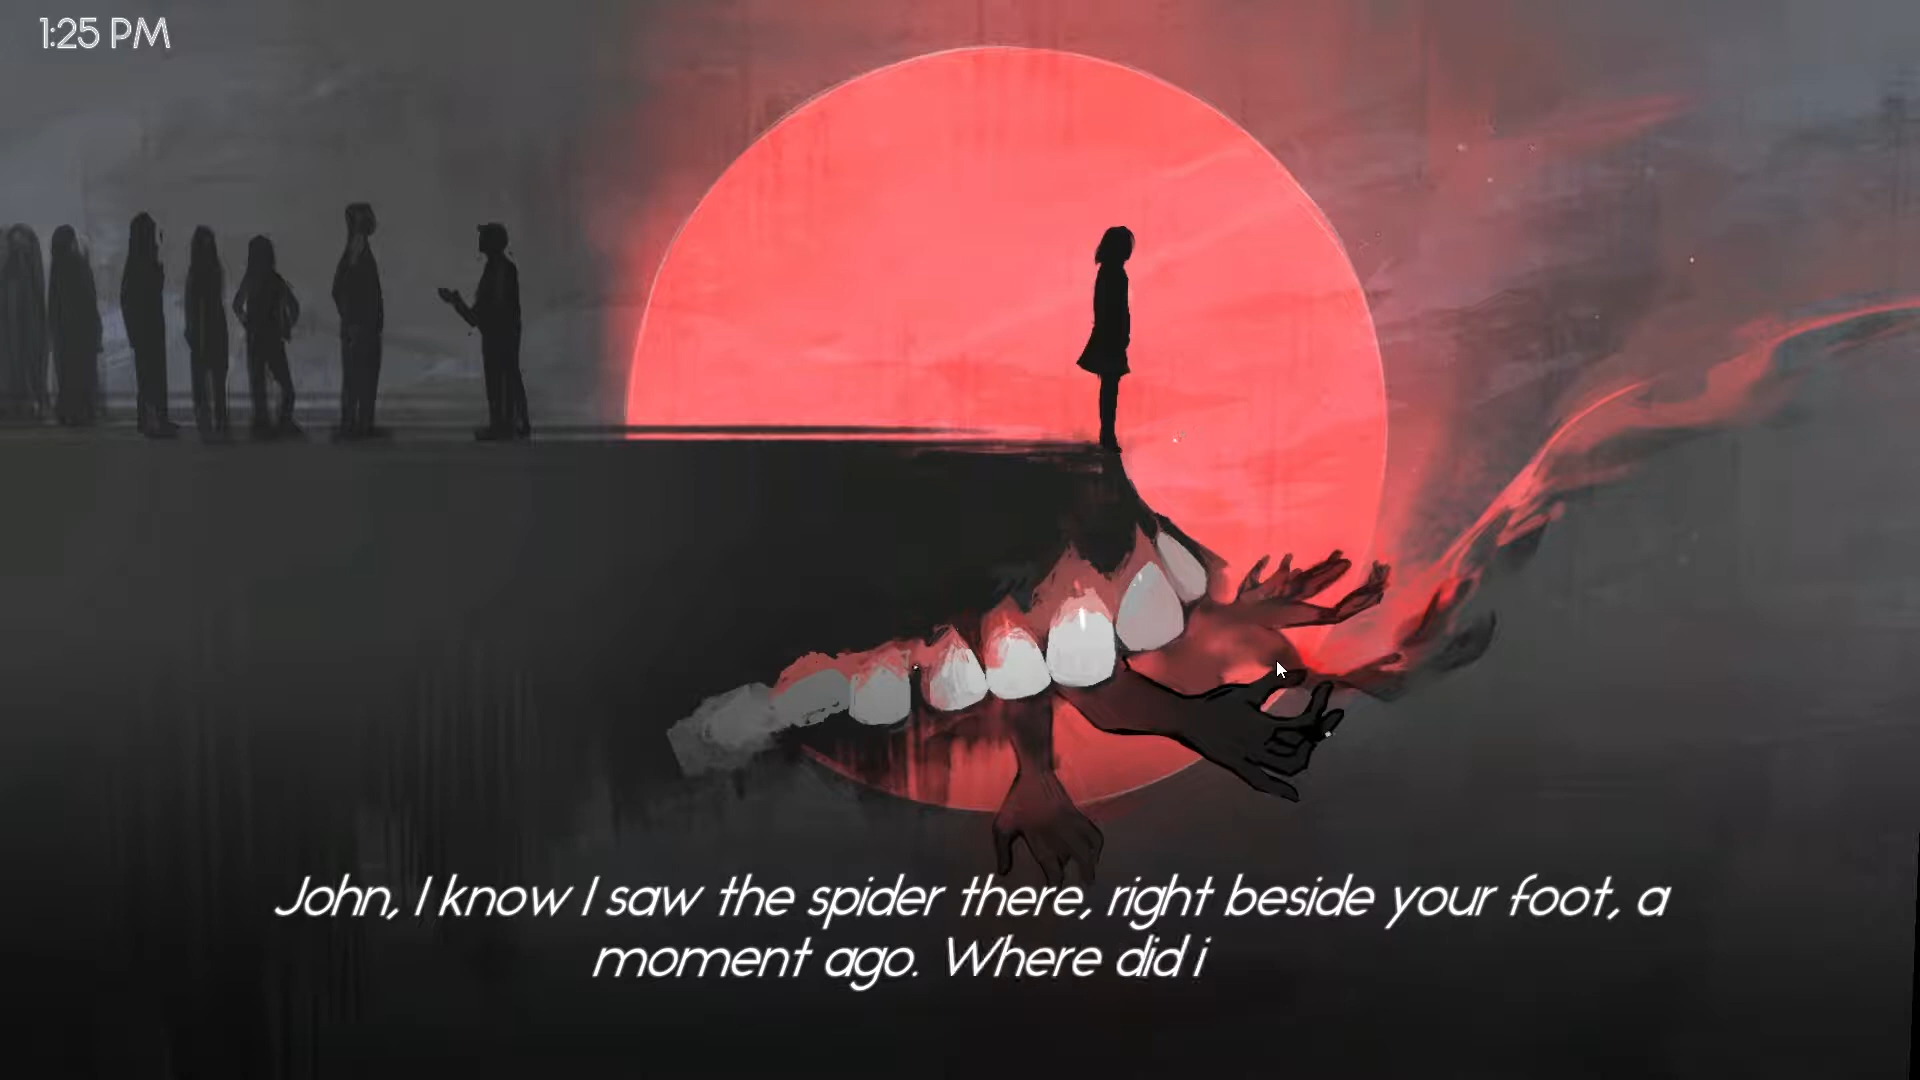 1:25 PM
John, I know I saw the spider there, right beside your foot, a
moment ago. Where did i